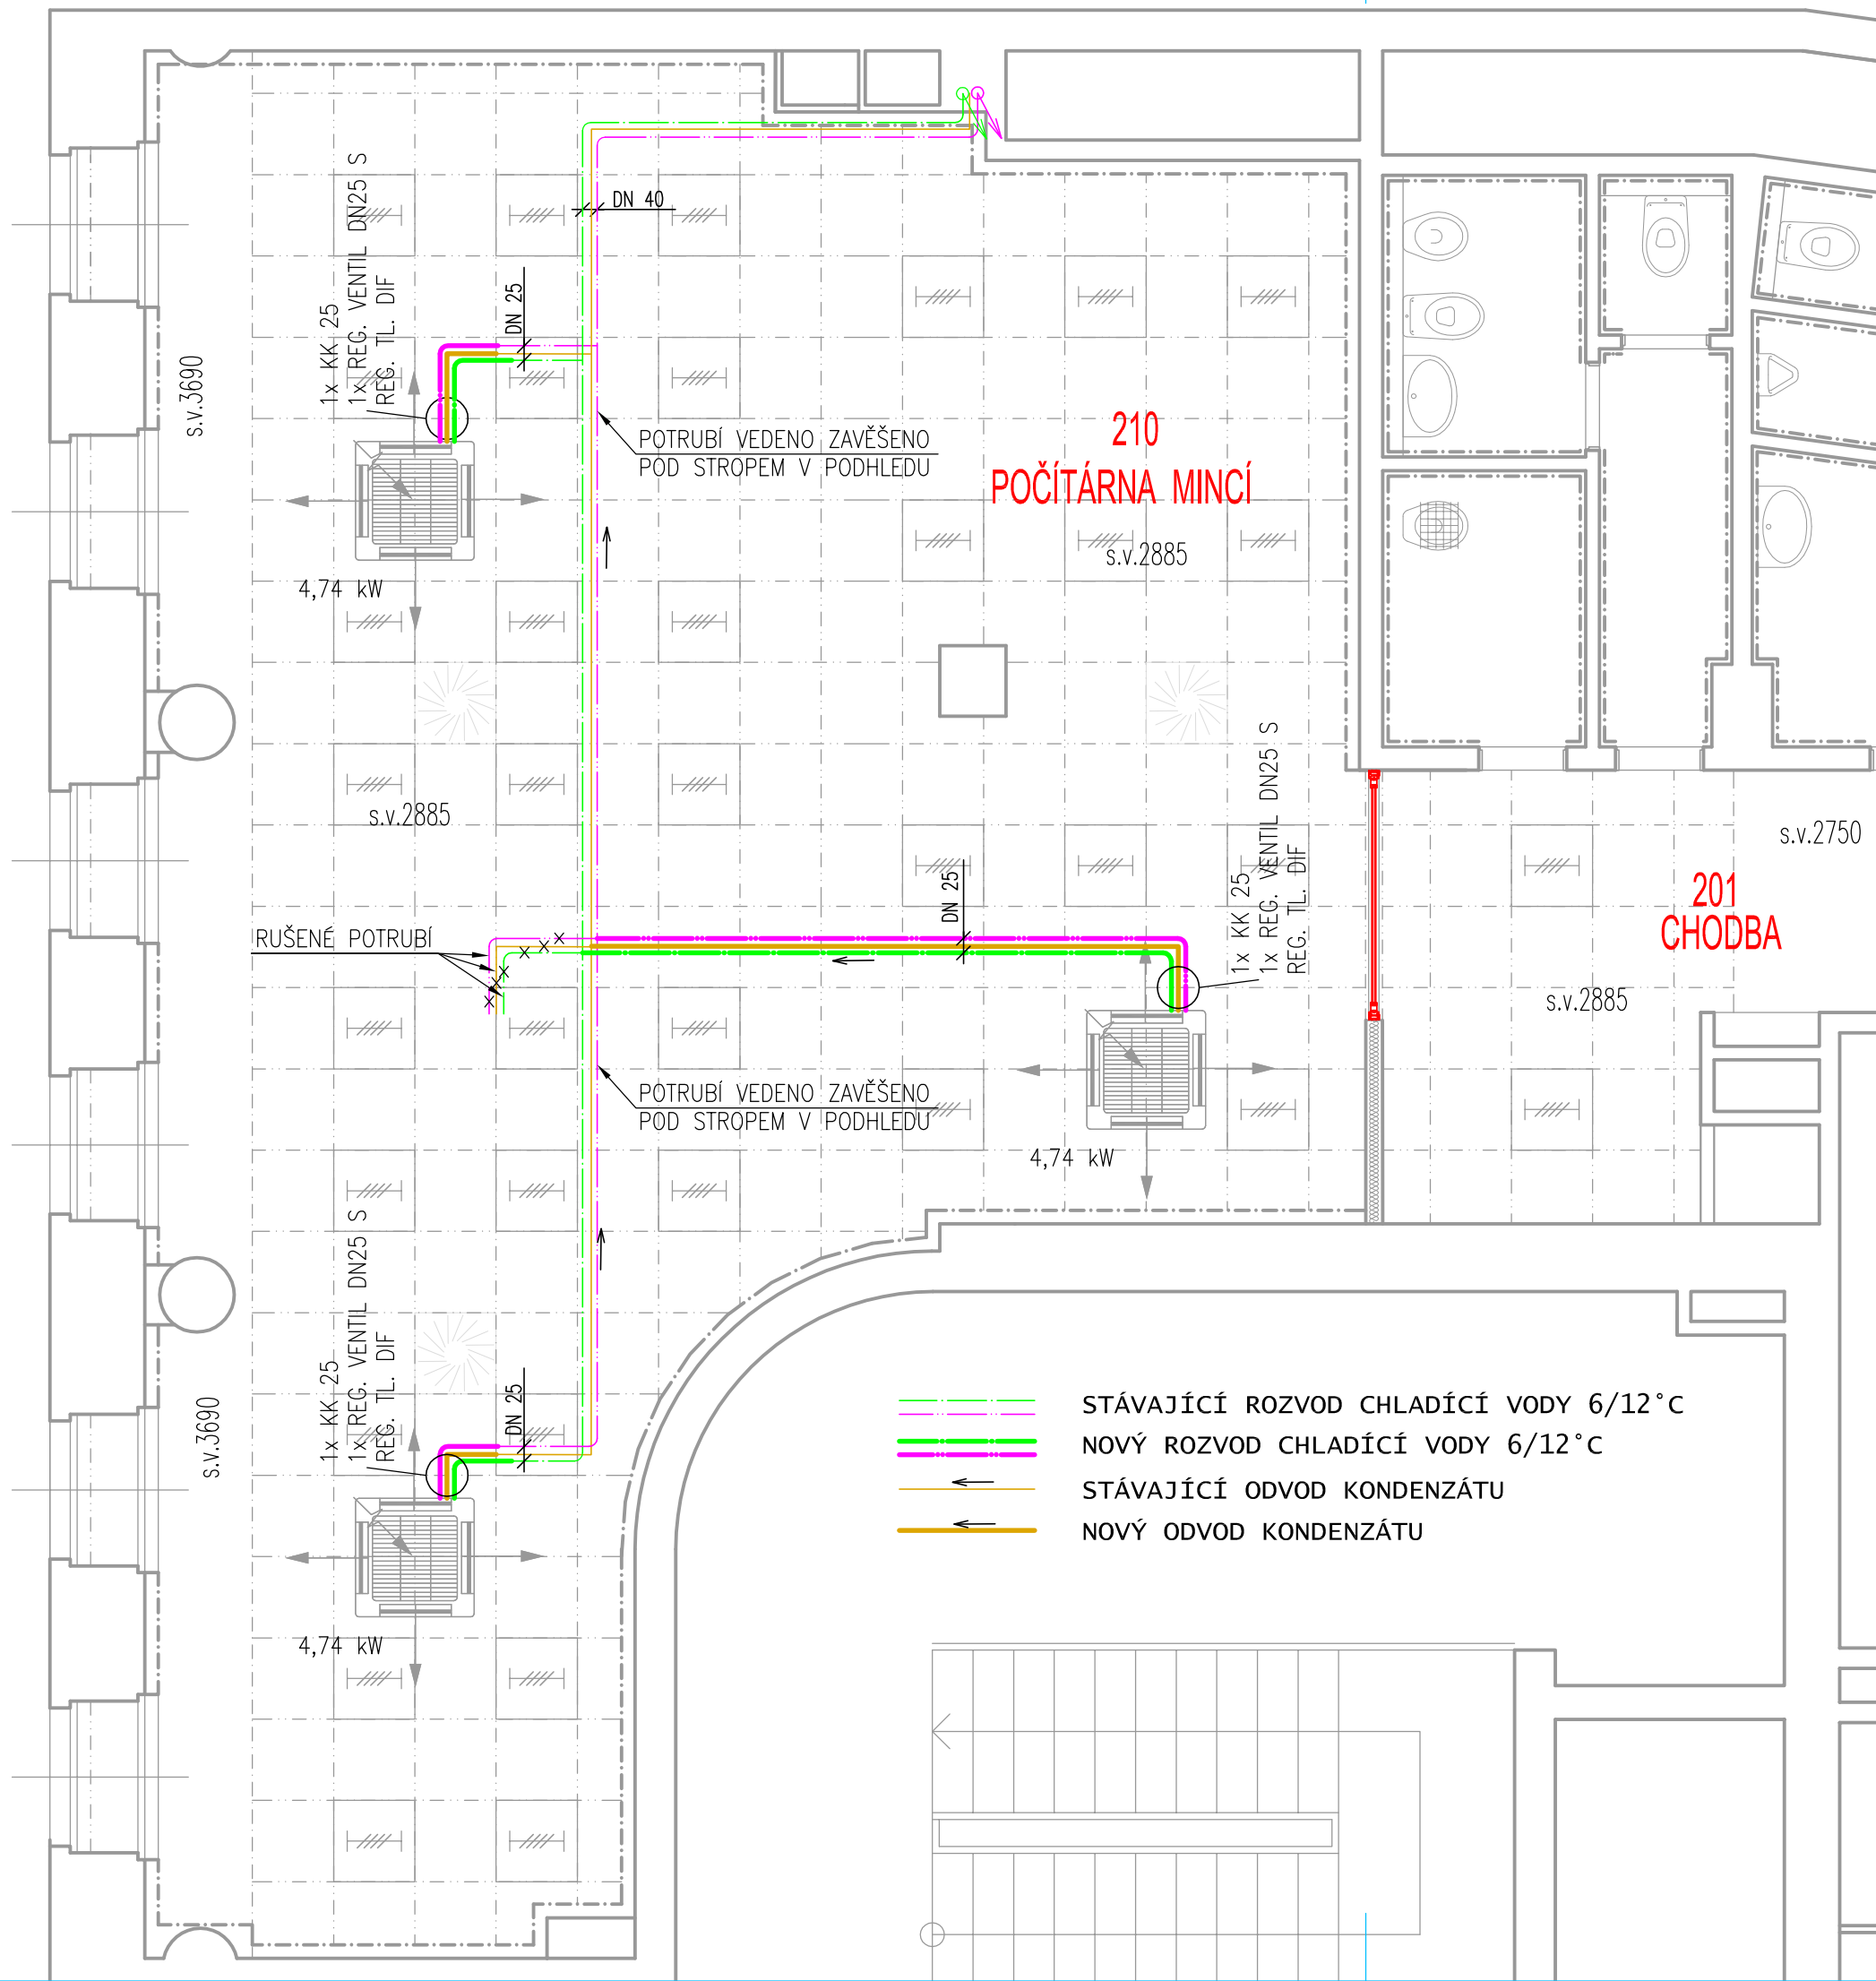 DN 40
1x KK 25
1x REG. VENTIL DN25 S
REG. TL. DIF
DN 25
s.v.3690
POTRUBÍ VEDENO ZAVĚŠENO
POD STROPEM V PODHLEDU
210
POČÍTÁRNA MINCÍ
s.v.2885
4,74 kW
s.v.2885
1x KK 25
1x REG. VENTIL DN25 S
REG. TL. DIF
DN 25
s.v.2750
201
CHODBA
s.v.2885
RUŠENÉ POTRUBÍ
POTRUBÍ VEDENO ZAVĚŠENO
POD STROPEM V PODHLEDU
4,74 kW
1x KK 25
1x REG. VENTIL DN25 S
REG. TL. DIF
DN 25
s.v.3690
4,74 kW
STÁVAJÍCÍ ROZVOD CHLADÍCÍ VODY 6/12°C
NOVÝ ROZVOD CHLADÍCÍ VODY 6/12°C
STÁVAJÍCÍ ODVOD KONDENZÁTU
NOVÝ ODVOD KONDENZÁTU